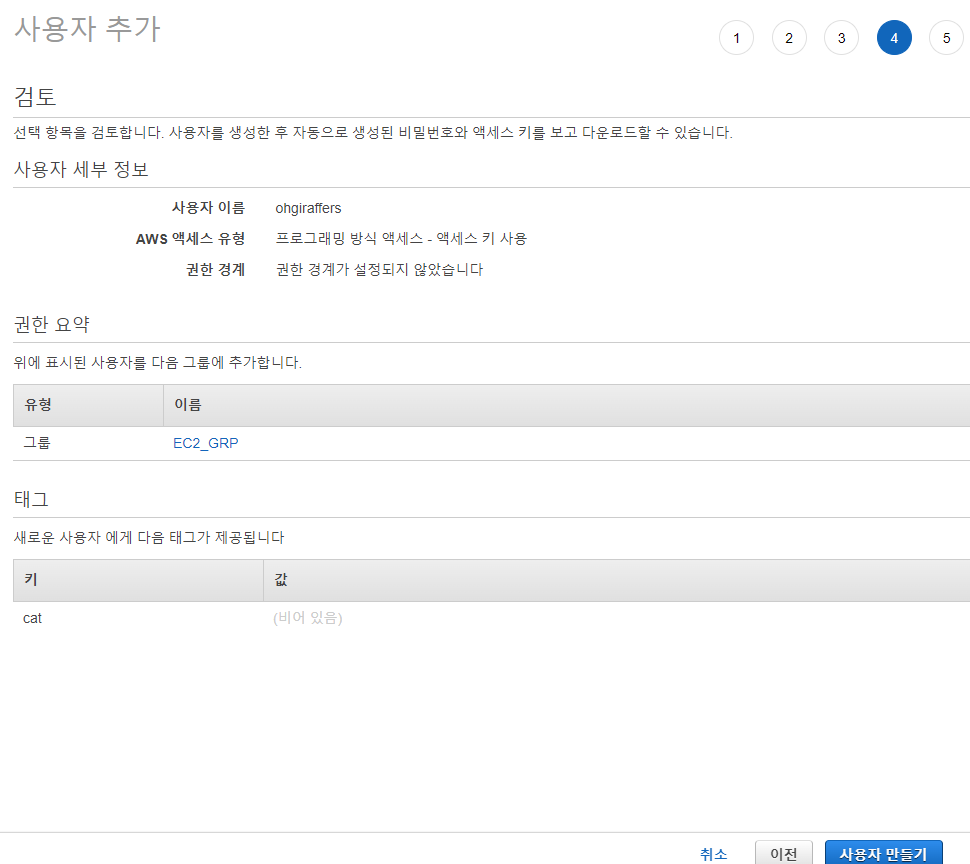 사용자 추가
1 2 3 4 5
검토
선택 항목을 검토합니다. 사용자를 생성한 후 자동으로 생성된 비밀번호와 액세스 키를 보고 다운로드할 수 있습니다.
사용자 세부 정보
사용자 이름 ohgiraffers
AWS 액세스 유형 프로그래밍 방식 액세스 - 액세스 키 사용
권한 경계 권한 경계가 설정되지 않았습니다
권한 요약
위에 표시된 사용자를 다음 그룹에 추가합니다.
유형 이름
그룹 EC2_GRP
태그
새로운 사용자 에게 다음 태그가 제공됩니다
키 값
cat (비어 있음)
취소 이전 사용자 만들기